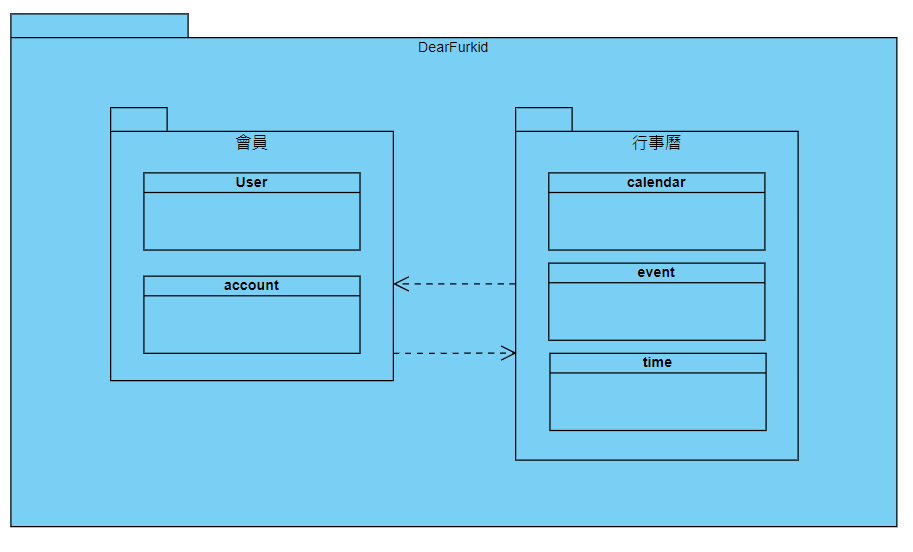 DearFurkid
會員
User
account
行事曆
calendar
event
time